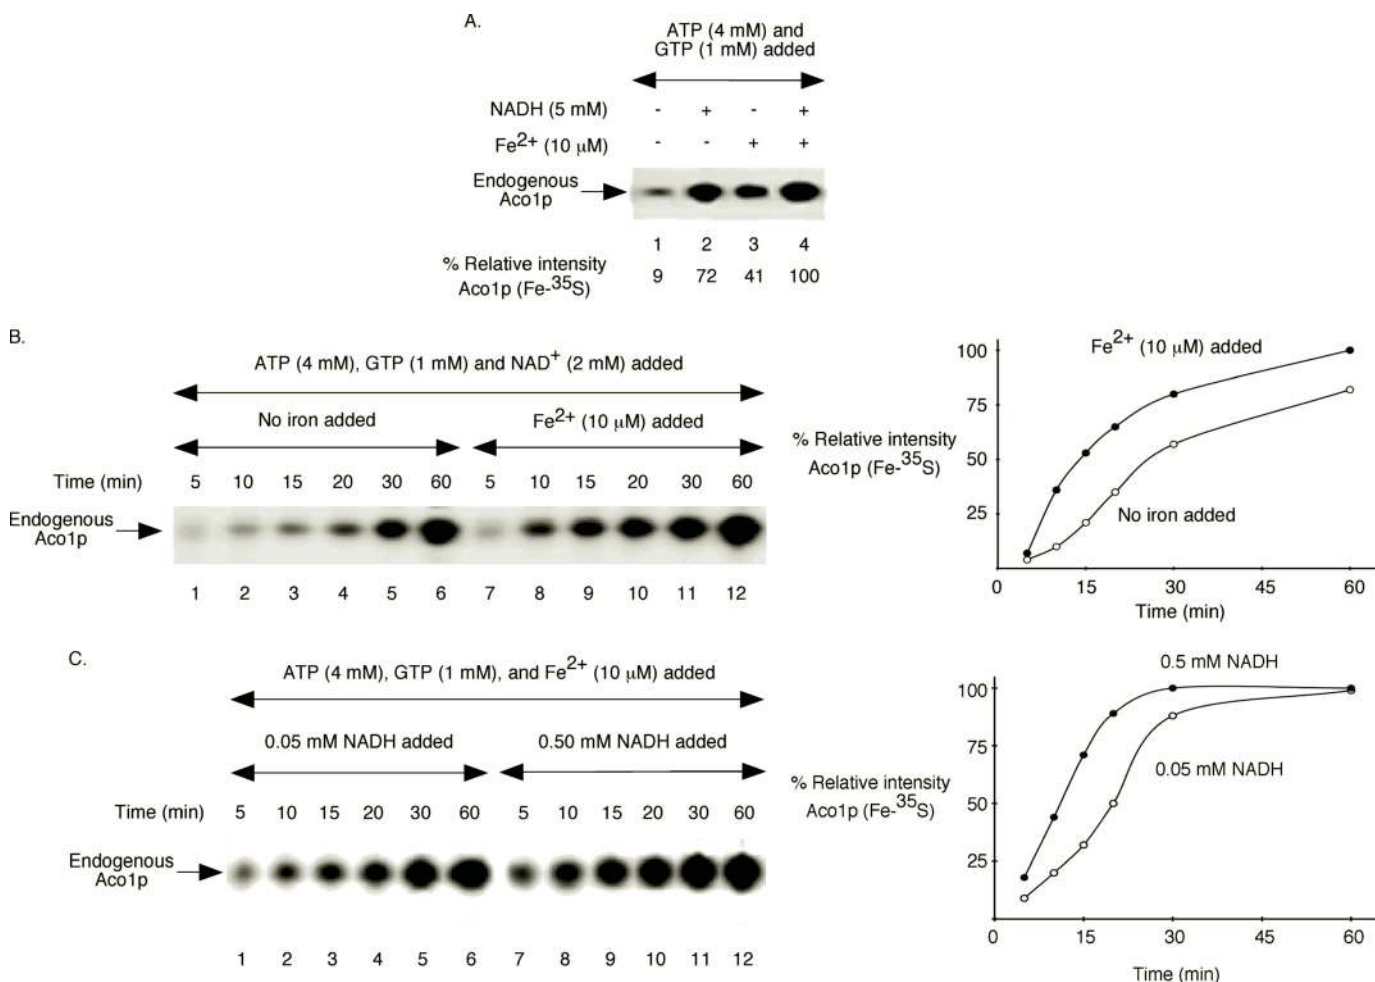 A.
ATP (4 mM) and
GTP (1 mM) added
NADH (5 mM) - + - +
Fe2+ (10 μM) - - + +
Endogenous
Aco1p
1 2 3 4
% Relative intensity
Aco1p (Fe-35S)
9 72 41 100
B.
ATP (4 mM), GTP (1 mM) and NAD+ (2 mM) added
No iron added Fe2+ (10 μM) added
Time (min) 5 10 15 20 30 60 5 10 15 20 30 60
Endogenous
Aco1p
1 2 3 4 5 6 7 8 9 10 11 12
% Relative intensity
Aco1p (Fe-35S)
100
75
50
25
Fe2+ (10 μM) added
No iron added
0 15 30 45 60
Time (min)
C.
ATP (4 mM), GTP (1 mM), and Fe2+ (10 μM) added
0.05 mM NADH added 0.50 mM NADH added
Time (min) 5 10 15 20 30 60 5 10 15 20 30 60
Endogenous
Aco1p
1 2 3 4 5 6 7 8 9 10 11 12
% Relative intensity
Aco1p (Fe-35S)
0.5 mM NADH
100
75
0.05 mM NADH
50
25
0 15 30 45 60
Time (min)